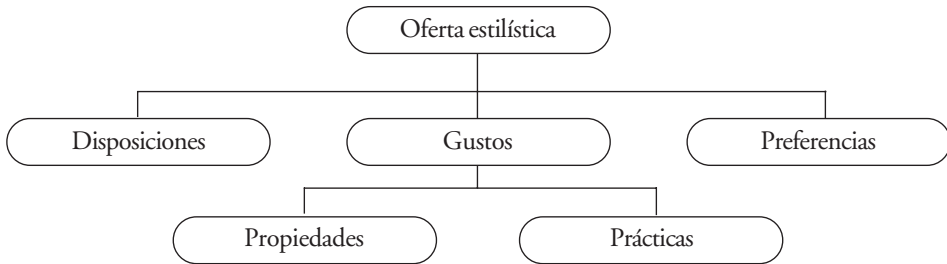 Oferta estilística
Disposiciones
Gustos
Preferencias
Propiedades
Prácticas